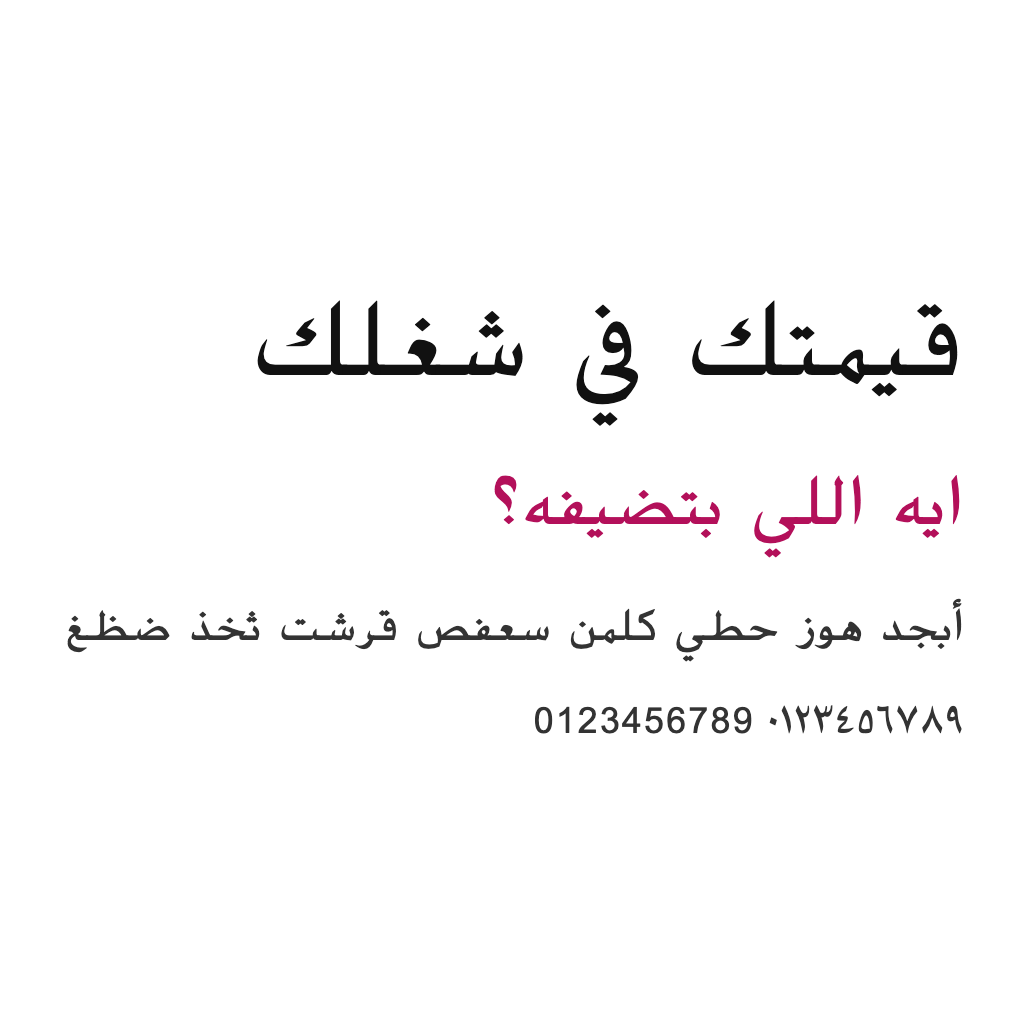 قيمتك في شغلك
ايه اللي بتضيفه؟
أبجد هوز حطي كلمن سعفص قرشت ثخذ ضظغ
٠١٢٣٤٥٦٧٨٩ 0123456789